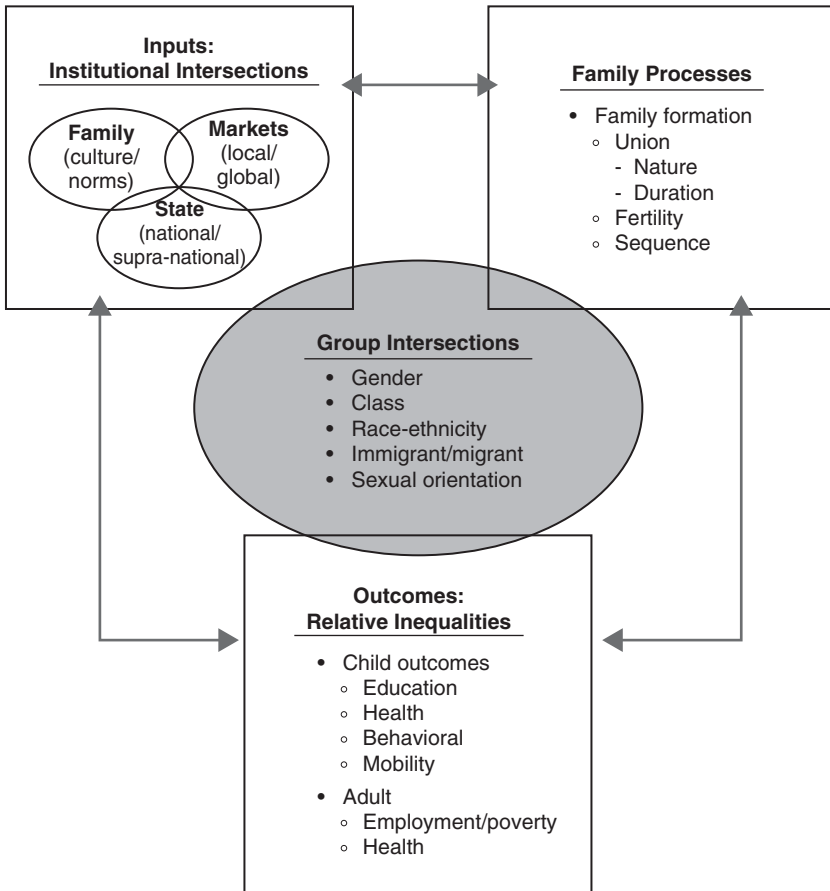 Inputs:
Institutional Intersections
Family
(culture/
norms)
Markets
(local/
global)
State
(national/
supra-national)
Family Processes
• Family formation
◦ Union
- Nature
- Duration
◦ Fertility
◦ Sequence
Group Intersections
• Gender
• Class
• Race-ethnicity
• Immigrant/migrant
• Sexual orientation
Outcomes:
Relative Inequalities
• Child outcomes
◦ Education
◦ Health
◦ Behavioral
◦ Mobility
• Adult
◦ Employment/poverty
◦ Health